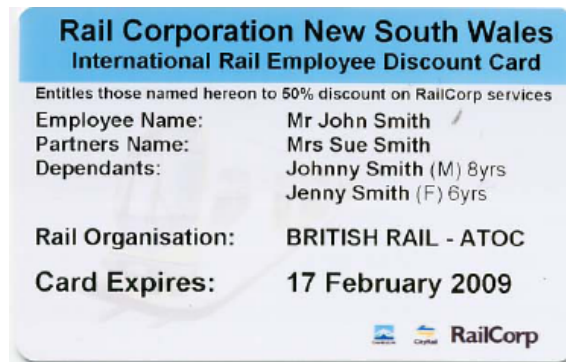 Rail Corporation New South Wales
International Rail Employee Discount Card
Entitles those named hereon to 50% discount on RailCorp services
Employee Name: Mr John Smith
Partners Name: Mrs Sue Smith
Dependants: Johnny Smith (M) 8yrs
Jenny Smith (F) 6yrs
Rail Organisation: BRITISH RAIL - ATOC
Card Expires: 17 February 2009
CityRail RailCorp